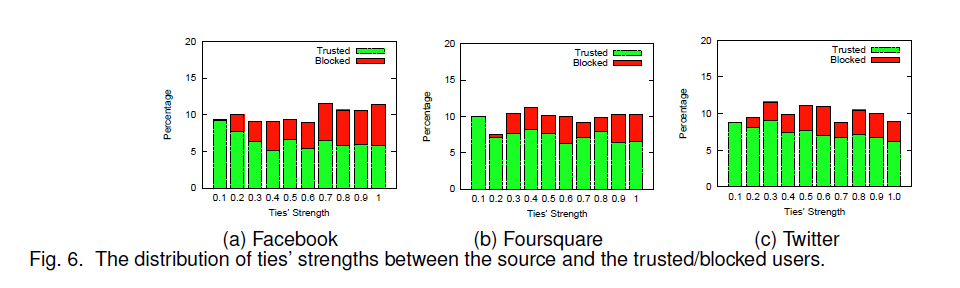 20
15
10
5
0
Percentage
Trusted
Blocked
0.1 0.2 0.3 0.4 0.5 0.6 0.7 0.8 0.9 1
Ties' Strength
(a) Facebook
20
15
10
5
0
Percentage
Trusted
Blocked
0.1 0.2 0.3 0.4 0.5 0.6 0.7 0.8 0.9 1
Ties' Strength
(b) Foursquare
20
15
10
5
0
Percentage
Trusted
Blocked
0.1 0.2 0.3 0.4 0.5 0.6 0.7 0.8 0.9 1.0
Ties' Strength
(c) Twitter
Fig. 6. The distribution of ties' strengths between the source and the trusted/blocked users.